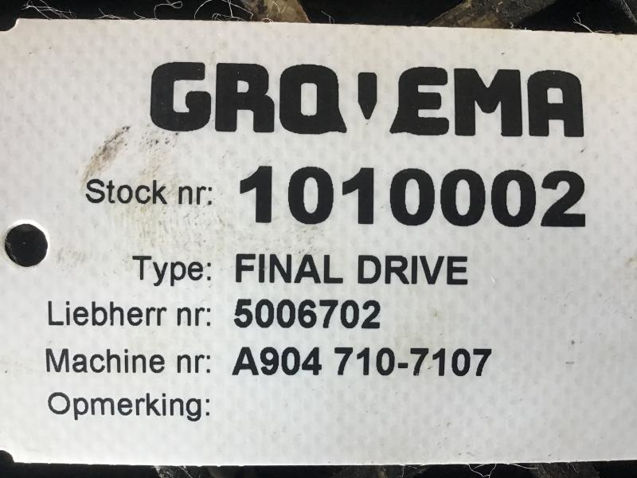 GROVEMA
Stock nr: 1010002
Type: FINAL DRIVE
Liebherr nr: 5006702
Machine nr: A904 710-7107
Opmerking: